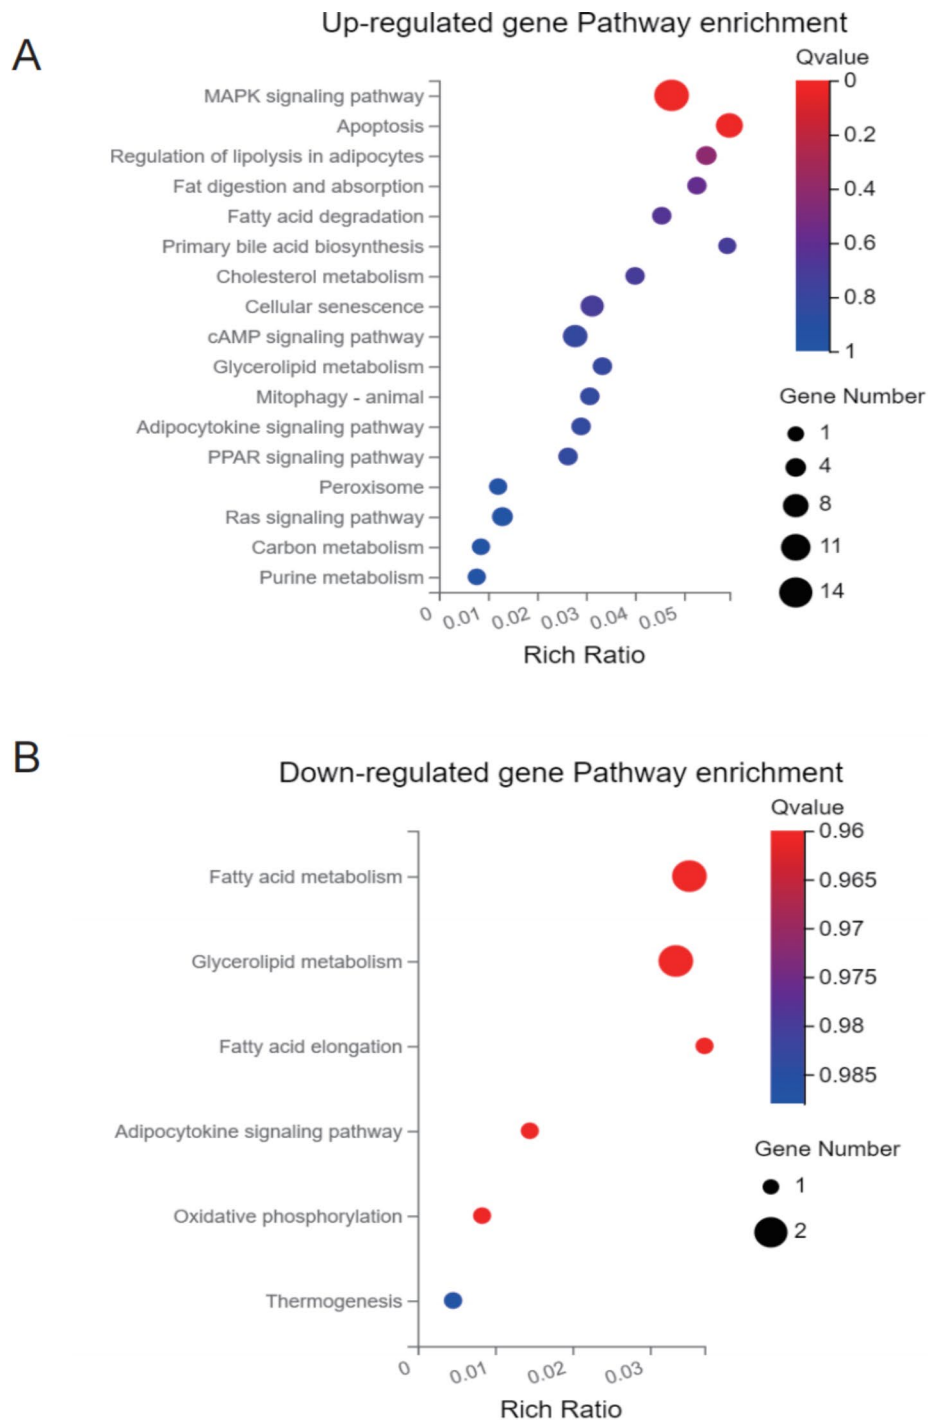 A
Up-regulated gene Pathway enrichment
Qvalue
0
0.2
0.4
0.6
0.8
1
MAPK signaling pathway
Apoptosis
Regulation of lipolysis in adipocytes
Fat digestion and absorption
Fatty acid degradation
Primary bile acid biosynthesis
Cholesterol metabolism
Cellular senescence
cAMP signaling pathway
Glycerolipid metabolism
Mitophagy - animal
Adipocytokine signaling pathway
PPAR signaling pathway
Peroxisome
Ras signaling pathway
Carbon metabolism
Purine metabolism
Gene Number
1
4
8
11
14
0 0.01 0.02 0.03 0.04 0.05
Rich Ratio
B
Down-regulated gene Pathway enrichment
Qvalue
0.96
0.965
0.97
0.975
0.98
0.985
Fatty acid metabolism
Glycerolipid metabolism
Fatty acid elongation
Adipocytokine signaling pathway
Oxidative phosphorylation
Thermogenesis
Gene Number
1
2
0 0.01 0.02 0.03
Rich Ratio